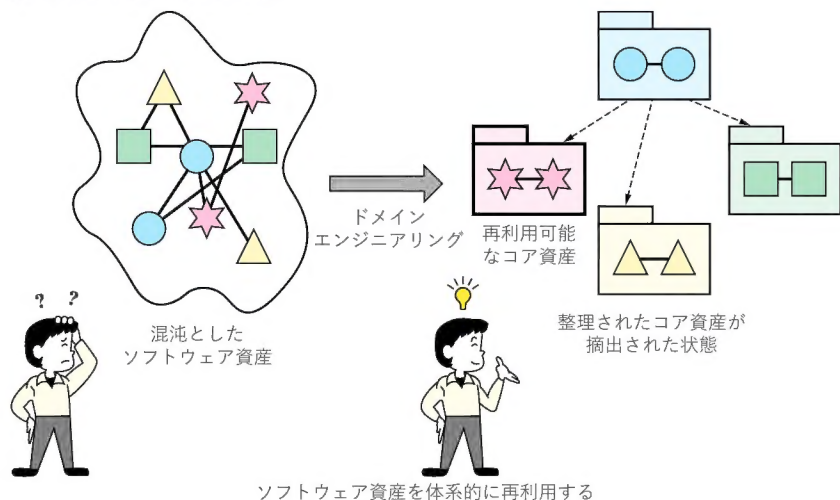 ドメイン
エンジニアリング
再利用可能
なコア資産
整理されたコア資産が
摘出された状態
? ?
混沌とした
ソフトウェア資産
ソフトウェア資産を体系的に再利用する